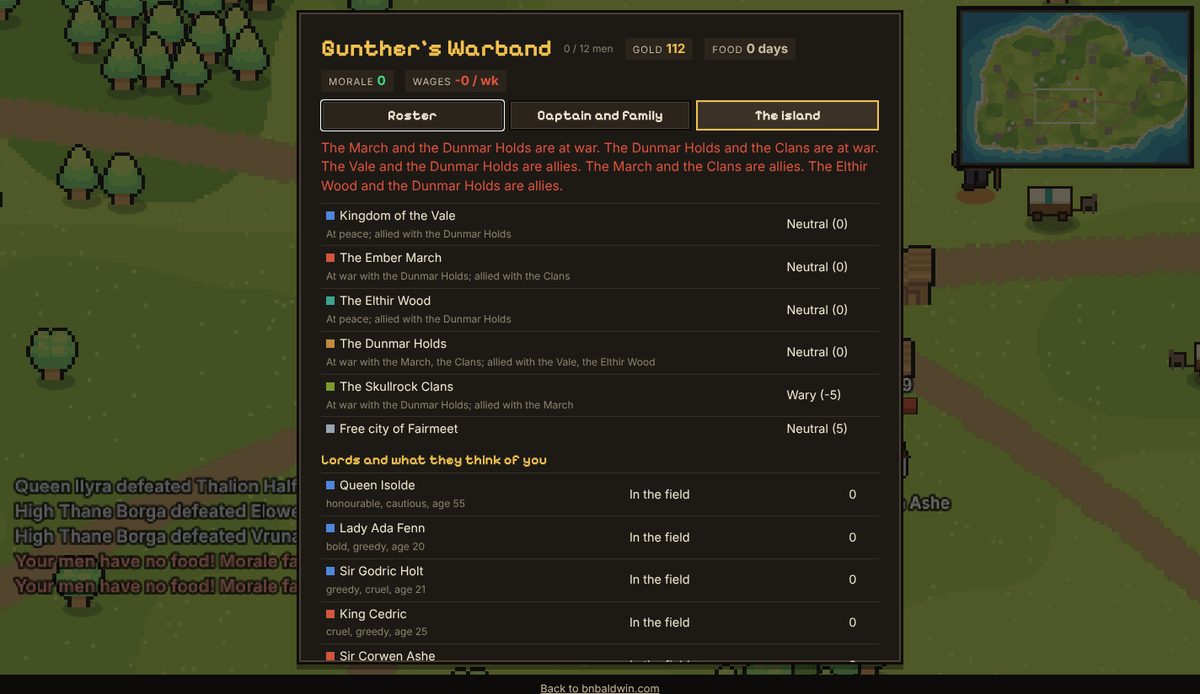 Gunther's Warband 0 / 12 men GOLD 112 FOOD 0 days
MORALE 0 WAGES -0 / wk
Roster Captain and Family The Island
The March and the Dunmar Holds are at war. The Dunmar Holds and the Clans are at war.
The Vale and the Dunmar Holds are allies. The March and the Clans are allies. The Elthir
Wood and the Dunmar Holds are allies.
Kingdom of the Vale Neutral (0)
At peace; allied with the Dunmar Holds
The Ember March Neutral (0)
At war with the Dunmar Holds; allied with the Clans
The Elthir Wood Neutral (0)
At peace; allied with the Dunmar Holds
The Dunmar Holds Neutral (0)
At war with the March, the Clans; allied with the Vale, the Elthir Wood
The Skullrock Clans Wary (-5)
At war with the Dunmar Holds; allied with the March
Free city of Fairmeet Neutral (5)
Lords and what they think of you
Queen Isolde In the field 0
honourable, cautious, age 55
Lady Ada Fenn In the field 0
bold, greedy, age 20
Sir Godric Holt In the field 0
greedy, cruel, age 21
King Cedric In the field 0
cruel, greedy, age 25
Sir Corwen Ashe
Queen Ilyra defeated Thalion
High Thane Borga defeated
High Thane Borga defeated
Your men have no food! Morale
Your men have no food! Morale
9
Ashe
Back to bnbaldwin.com